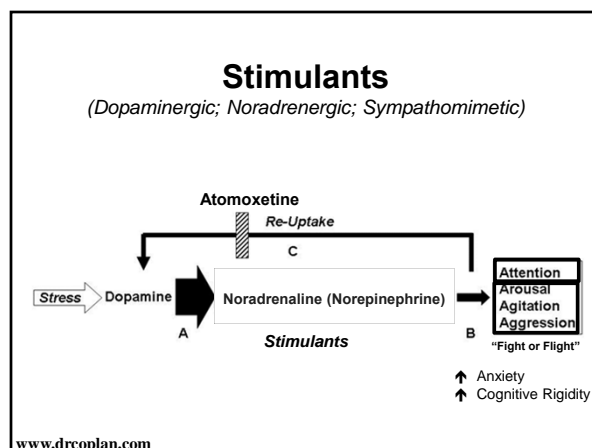 Stimulants
(Dopaminergic; Noradrenergic; Sympathomimetic)
Atomoxetine
Re-Uptake
C
Stress
Dopamine
Noradrenaline (Norepinephrine)
Attention
Arousal
Agitation
Aggression
A
Stimulants
B
"Fight or Flight"
↑ Anxiety
↑ Cognitive Rigidity
www.drcoplan.com